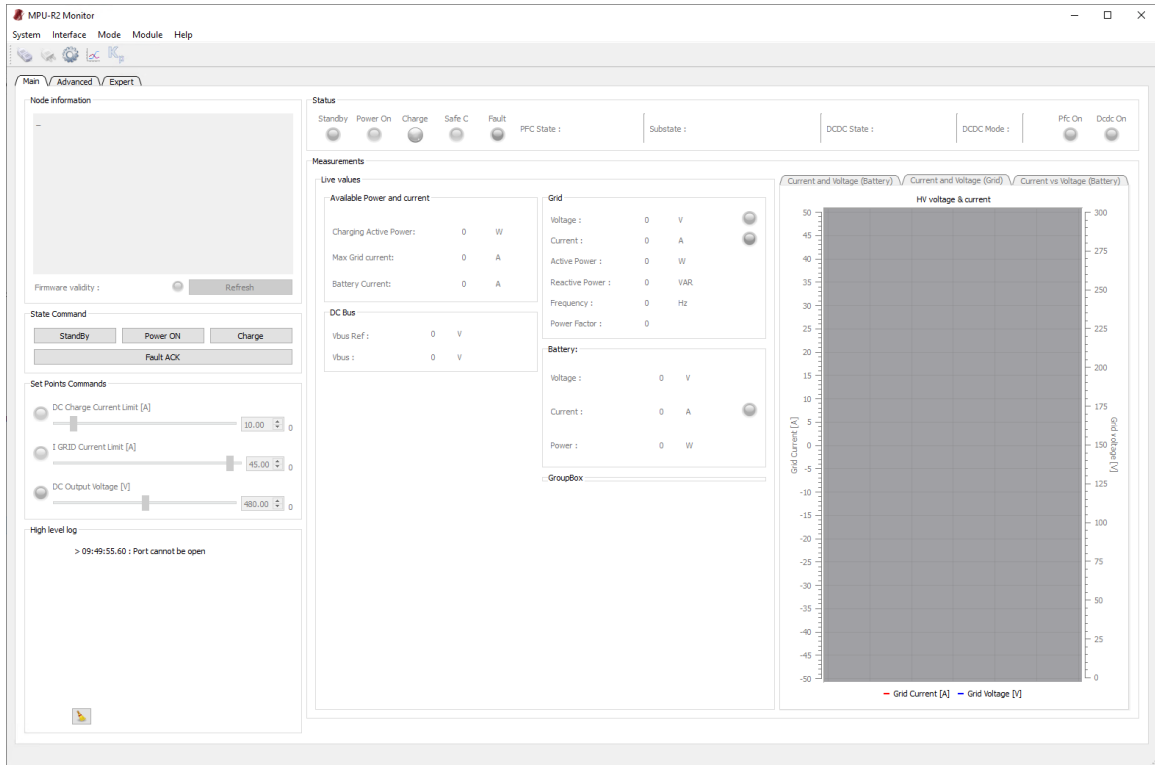 MPU-R2 Monitor
System Interface Mode Module Help
Kp
Main Advanced Expert
Node information
_
Firmware validity : Refresh
State Command
StandBy Power ON Charge
Fault ACK
Set Points Commands
DC Charge Current Limit [A]
10.00 0
I GRID Current Limit [A]
45.00 0
DC Output Voltage [V]
480.00 0
High level log
> 09:49:55.60 : Port cannot be open
Status
Standby Power On Charge Safe C Fault
PFC State : Substate : DCDC State : DCDC Mode :
Pfc On Dcdc On
Measurements
Live values
Available Power and current
Charging Active Power: 0 W
Max Grid current: 0 A
Battery Current: 0 A
DC Bus
Vbus Ref : 0 V
Vbus : 0 V
Grid
Voltage : 0 V
Current : 0 A
Active Power : 0 W
Reactive Power : 0 VAR
Frequency : 0 Hz
Power Factor : 0
Battery:
Voltage : 0 V
Current : 0 A
Power : 0 W
GroupBox
Current and Voltage (Battery) Current and Voltage (Grid) Current vs Voltage (Battery)
HV voltage & current
50
45
40
35
30
25
20
15
10
5
0
-5
-10
-15
-20
-25
-30
-35
-40
-45
-50
Grid Current [A]
300
275
250
225
200
175
150
125
100
75
50
25
0
Grid voltage [V]
Grid Current [A] Grid Voltage [V]